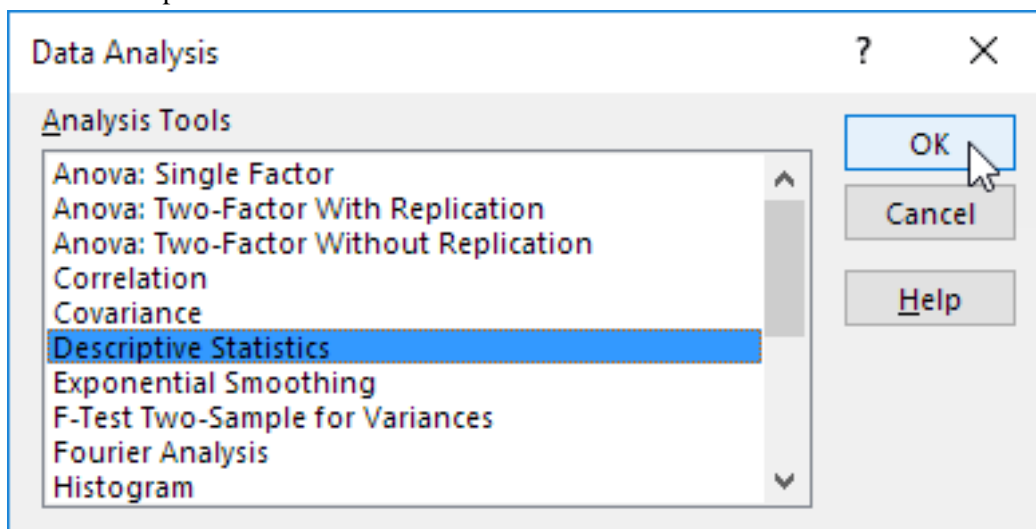 Data Analysis ? ✕
Analysis Tools
Anova: Single Factor
Anova: Two-Factor With Replication
Anova: Two-Factor Without Replication
Correlation
Covariance
Descriptive Statistics
Exponential Smoothing
F-Test Two-Sample for Variances
Fourier Analysis
Histogram
OK
Cancel
Help